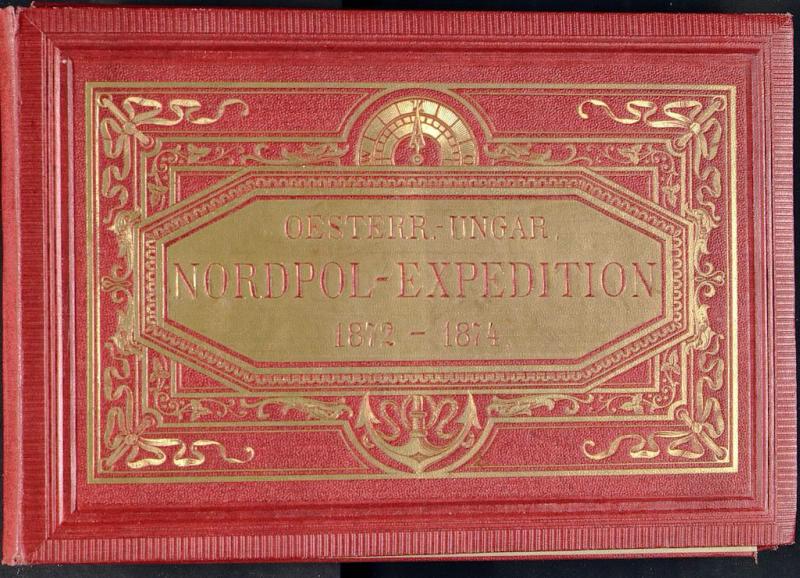 W O
OESTERR.-UNGAR.
NORDPOL-EXPEDITION
1872 - 1874